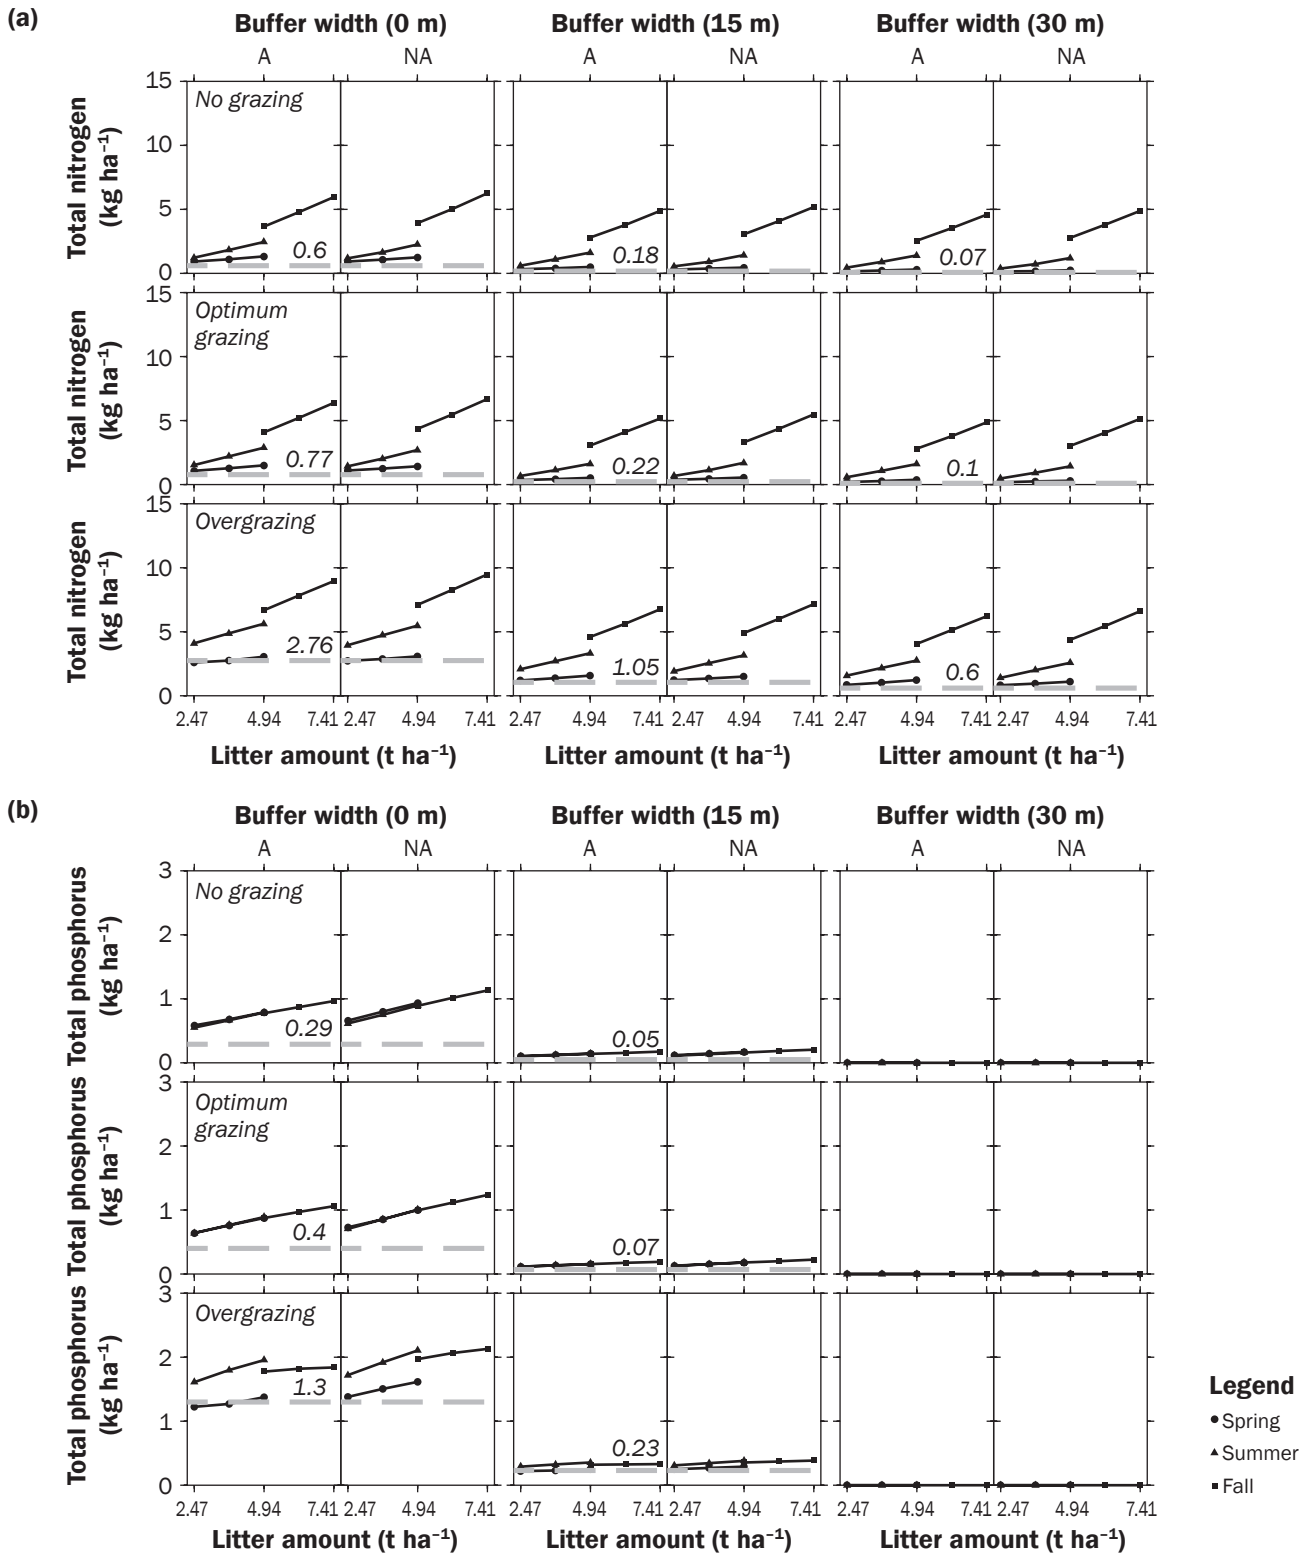 (a)
Buffer width (0 m) Buffer width (15 m) Buffer width (30 m)
A NA A NA A NA
Total nitrogen
(kg ha⁻¹)
15
10
5
0
No grazing
0.6 0.18 0.07
Total nitrogen
(kg ha⁻¹)
15
10
5
0
Optimum
grazing
0.77 0.22 0.1
Total nitrogen
(kg ha⁻¹)
15
10
5
0
Overgrazing
2.76 1.05 0.6
2.47 4.94 7.41 2.47 4.94 7.41 2.47 4.94 7.41 2.47 4.94 7.41 2.47 4.94 7.41 2.47 4.94 7.41
Litter amount (t ha⁻¹) Litter amount (t ha⁻¹) Litter amount (t ha⁻¹)
(b)
Buffer width (0 m) Buffer width (15 m) Buffer width (30 m)
A NA A NA A NA
Total phosphorus
(kg ha⁻¹)
3
2
1
0
No grazing
0.29 0.05
Total phosphorus
(kg ha⁻¹)
3
2
1
0
Optimum
grazing
0.4 0.07
Total phosphorus
(kg ha⁻¹)
3
2
1
0
Overgrazing
1.3 0.23
2.47 4.94 7.41 2.47 4.94 7.41 2.47 4.94 7.41 2.47 4.94 7.41 2.47 4.94 7.41 2.47 4.94 7.41
Litter amount (t ha⁻¹) Litter amount (t ha⁻¹) Litter amount (t ha⁻¹)
Legend
Spring
Summer
Fall